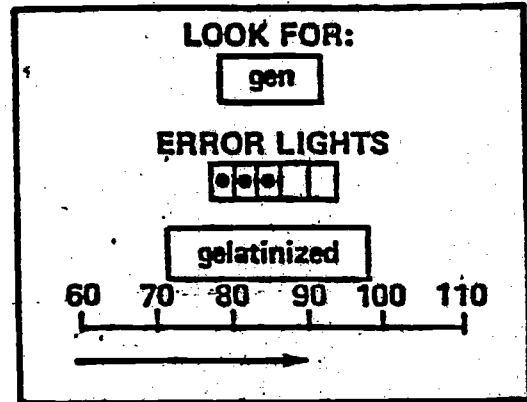 LOOK FOR:
gen
ERROR LIGHTS
gelatinized
60 70 80 90 100 110